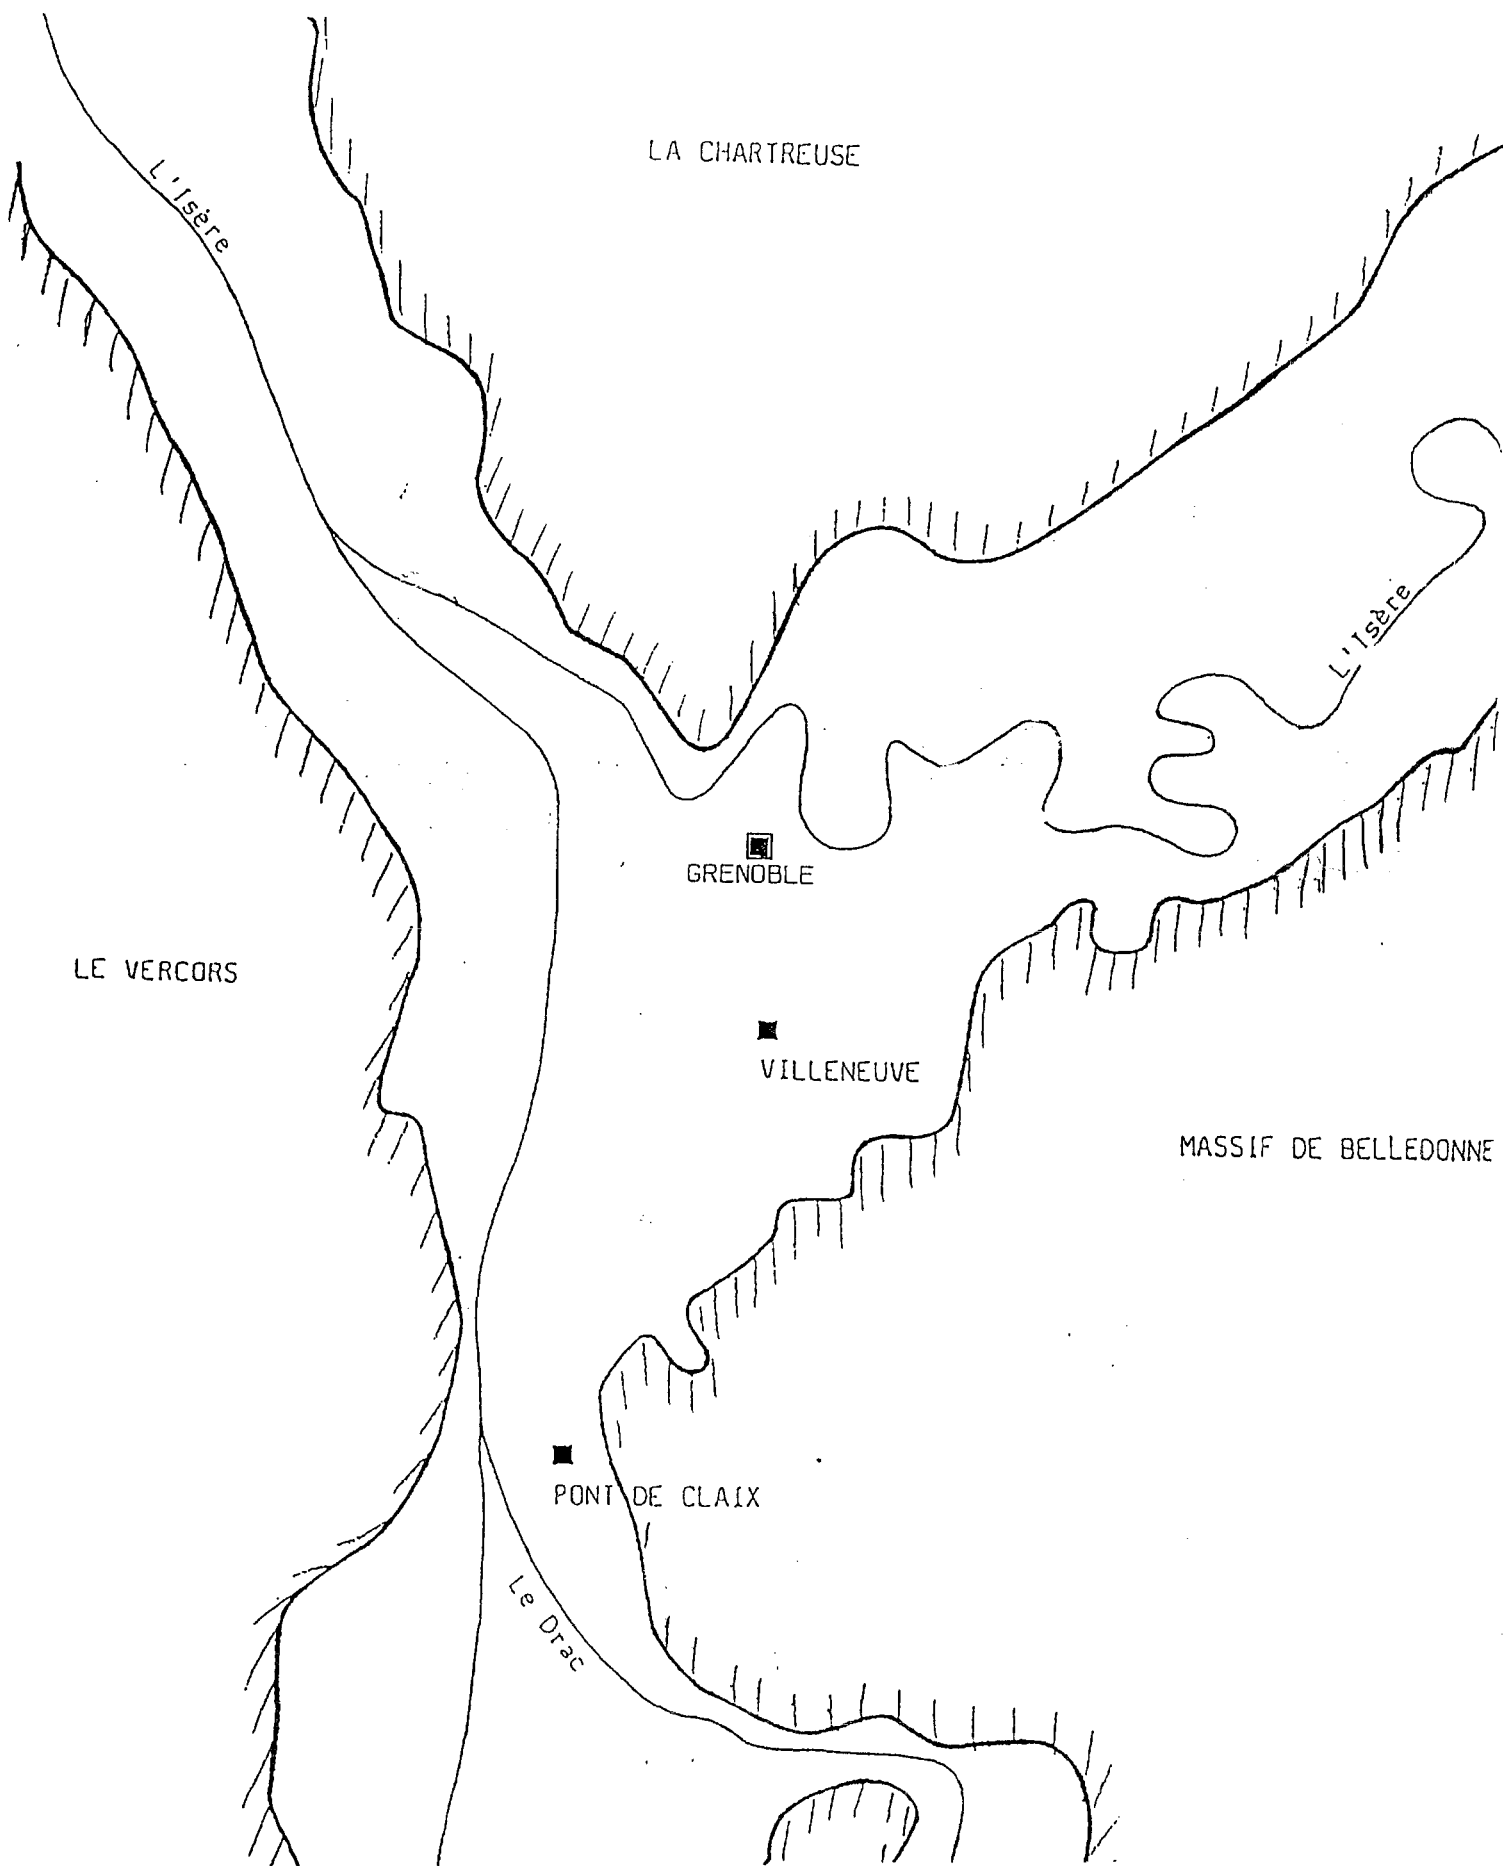 LA CHARTREUSE
L'Isère
L'Isère
GRENOBLE
LE VERCORS
VILLENEUVE
MASSIF DE BELLEDONNE
PONT DE CLAIX
Le Drac